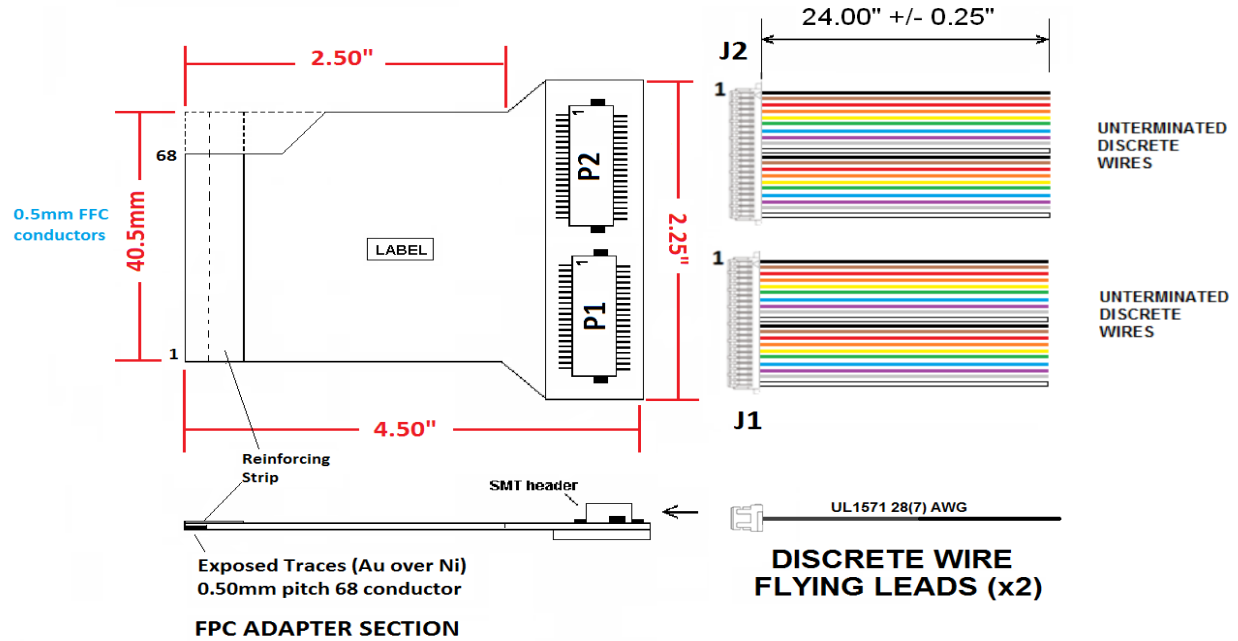 24.00" +/- 0.25"
J2
2.50"
1
1
P2
UNTERMINATED
DISCRETE
WIRES
68
0.5mm FFC
conductors
40.5mm
LABEL
2.25"
1
1
P1
UNTERMINATED
DISCRETE
WIRES
1
J1
4.50"
Reinforcing
Strip
SMT header
UL1571 28(7) AWG
Exposed Traces (Au over Ni)
0.50mm pitch 68 conductor
DISCRETE WIRE
FLYING LEADS (x2)
FPC ADAPTER SECTION